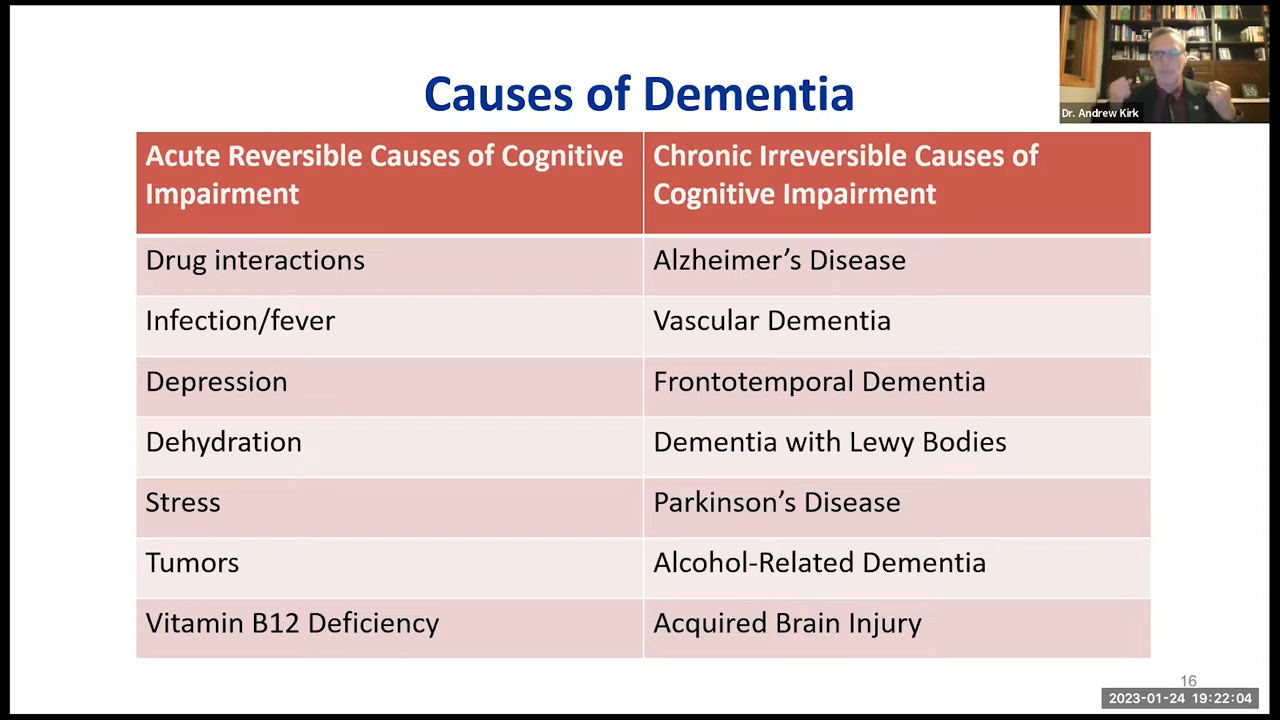 Causes of Dementia
Dr. Andrew Kirk
Acute Reversible Causes of Cognitive
Impairment
Chronic Irreversible Causes of
Cognitive Impairment
Drug interactions
Alzheimer’s Disease
Infection/fever
Vascular Dementia
Depression
Frontotemporal Dementia
Dehydration
Dementia with Lewy Bodies
Stress
Parkinson’s Disease
Tumors
Alcohol-Related Dementia
Vitamin B12 Deficiency
Acquired Brain Injury
16
2023-01-24 19:22:04